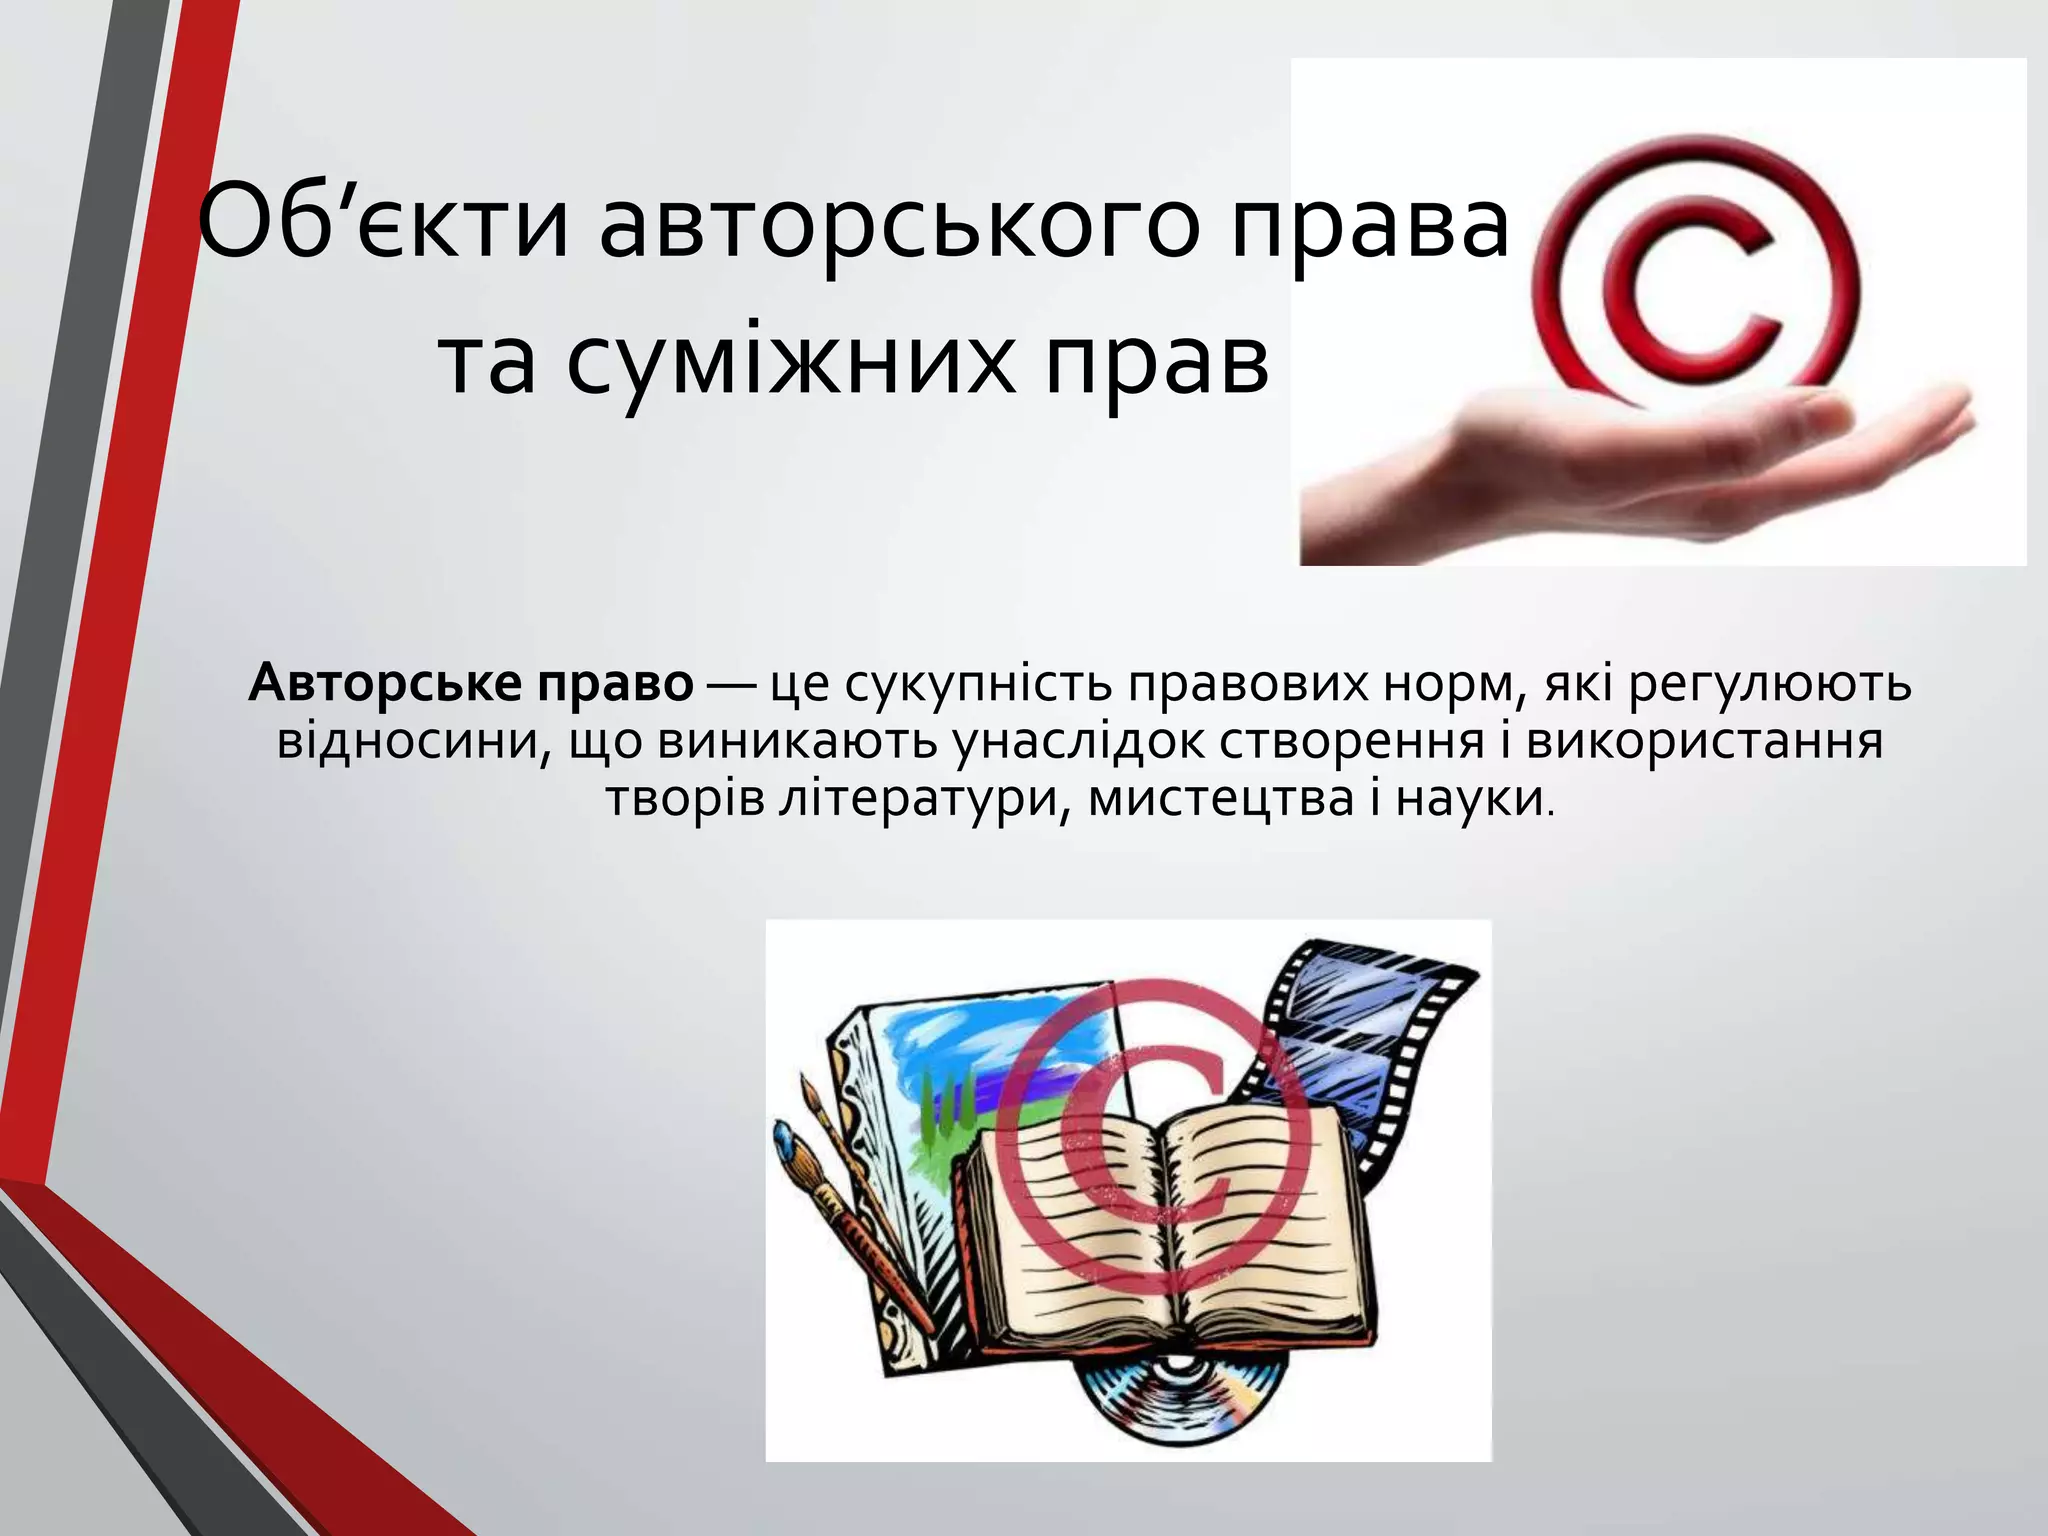 Об’єкти авторського права
та суміжних прав
Авторське право — це сукупність правових норм, які регулюють
відносини, що виникають унаслідок створення і використання
творів літератури, мистецтва і науки.